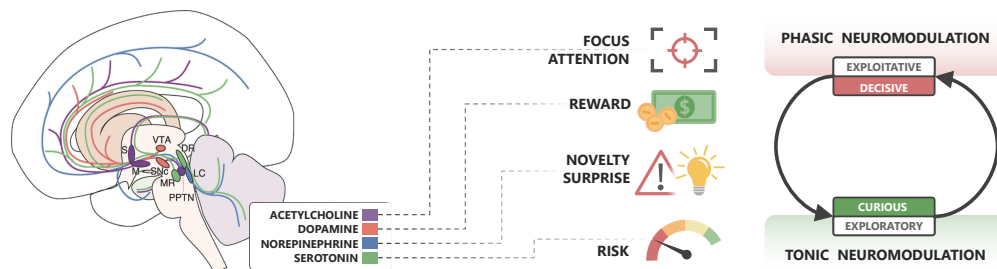 VTA
DR
S
M
SNc
MR
LC
PPTN
ACETYLCHOLINE
DOPAMINE
NOREPINEPHRINE
SEROTONIN
FOCUS
ATTENTION
REWARD
$
NOVELTY
SURPRISE
RISK
PHASIC NEUROMODULATION
EXPLOITATIVE
DECISIVE
CURIOUS
EXPLORATORY
TONIC NEUROMODULATION